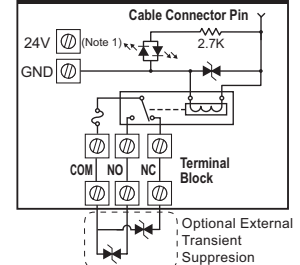 Cable Connector Pin Y
24V (Note 1)
2.7K
GND
COM NO NC Terminal
Block
Optional External
Transient
Suppresion